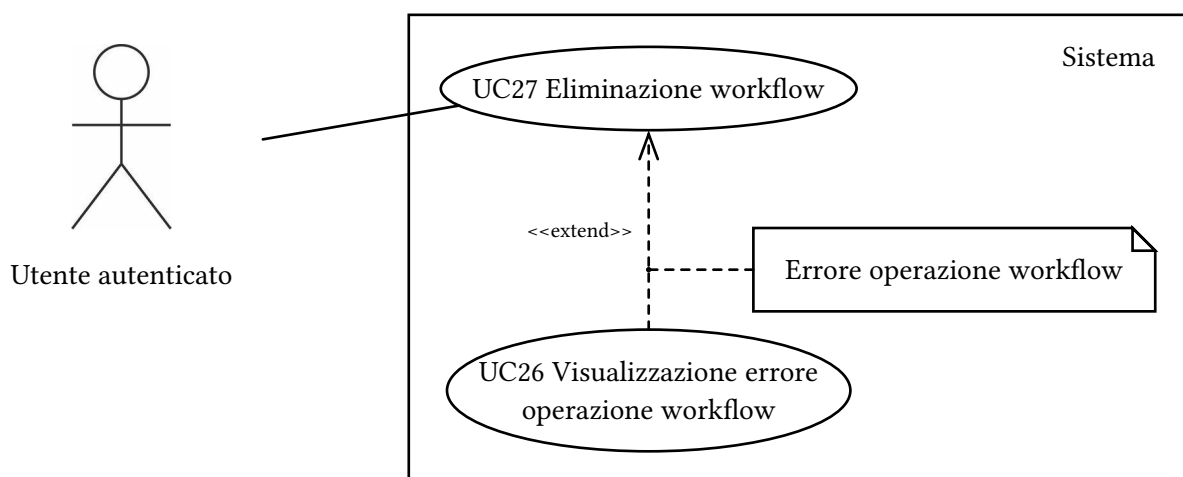 Sistema
UC27 Eliminazione workflow
<<extend>>
Utente autenticato
Errore operazione workflow
UC26 Visualizzazione errore
operazione workflow